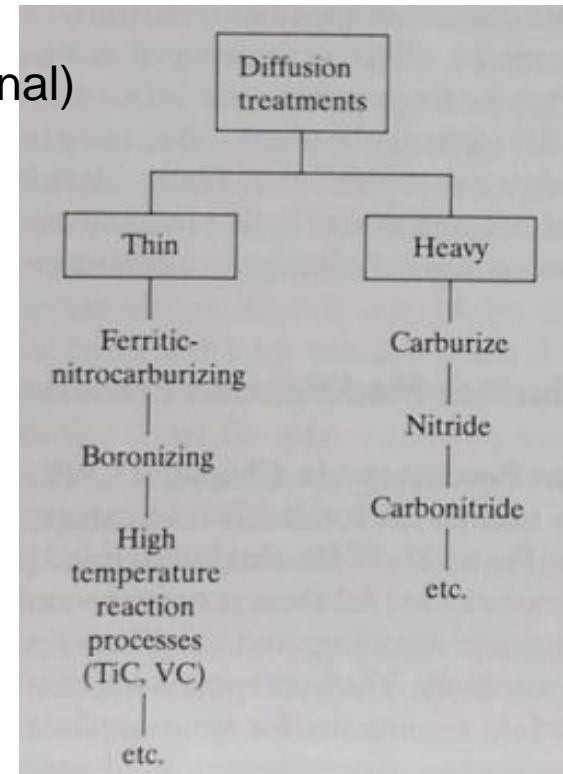 nal)
Diffusion
treatments
Thin
Heavy
Ferritic-
nitrocarburizing
Boronizing
High
temperature
reaction
processes
(TiC, VC)
etc.
Carburize
Nitride
Carbonitride
etc.